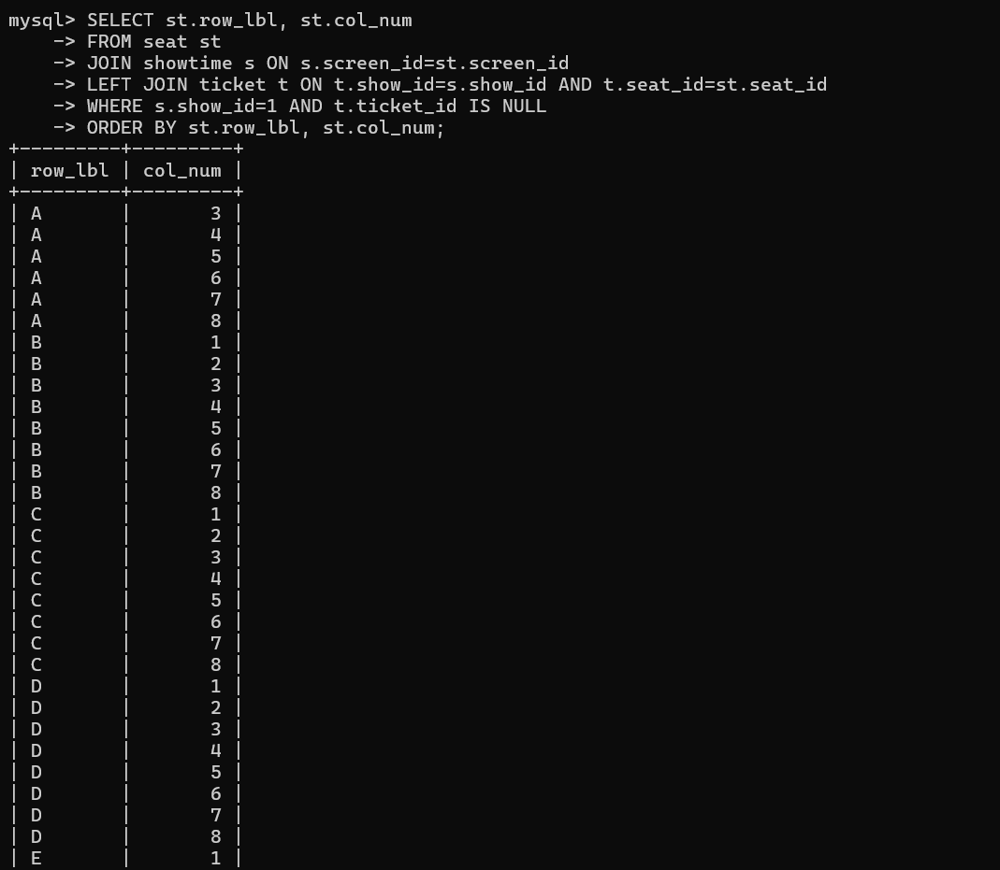 mysql> SELECT st.row_lbl, st.col_num
    -> FROM seat st
    -> JOIN showtime s ON s.screen_id=st.screen_id
    -> LEFT JOIN ticket t ON t.show_id=s.show_id AND t.seat_id=st.seat_id
    -> WHERE s.show_id=1 AND t.ticket_id IS NULL
    -> ORDER BY st.row_lbl, st.col_num;
+---------+---------+
| row_lbl | col_num |
+---------+---------+
| A       |       3 |
| A       |       4 |
| A       |       5 |
| A       |       6 |
| A       |       7 |
| A       |       8 |
| B       |       1 |
| B       |       2 |
| B       |       3 |
| B       |       4 |
| B       |       5 |
| B       |       6 |
| B       |       7 |
| B       |       8 |
| C       |       1 |
| C       |       2 |
| C       |       3 |
| C       |       4 |
| C       |       5 |
| C       |       6 |
| C       |       7 |
| C       |       8 |
| D       |       1 |
| D       |       2 |
| D       |       3 |
| D       |       4 |
| D       |       5 |
| D       |       6 |
| D       |       7 |
| D       |       8 |
| E       |       1 |